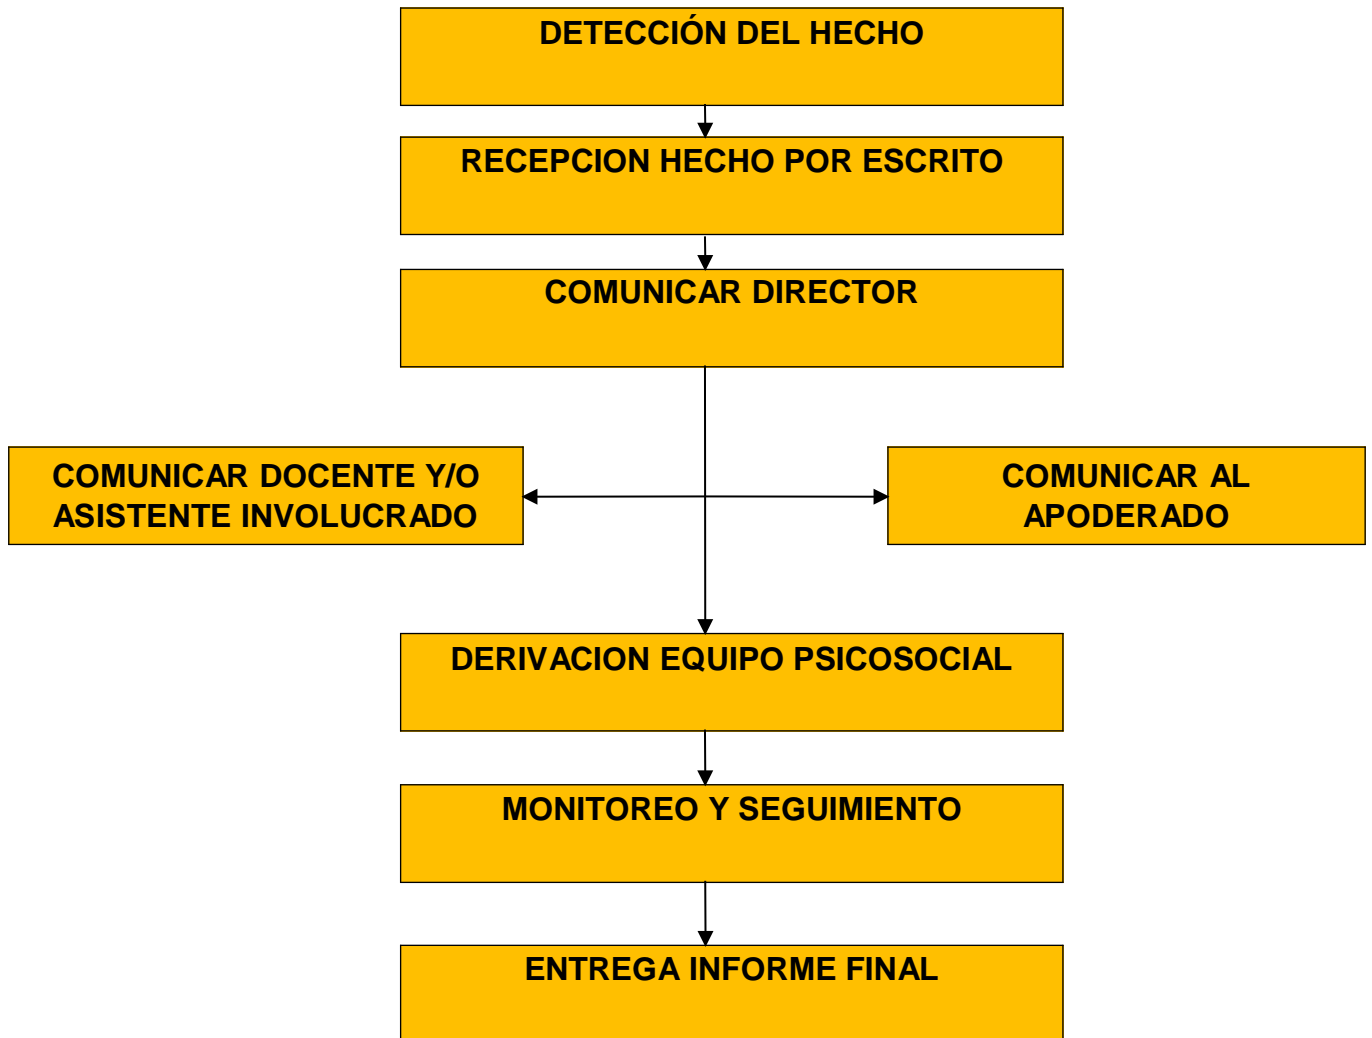 DETECCIÓN DEL HECHO
RECEPCION HECHO POR ESCRITO
COMUNICAR DIRECTOR
COMUNICAR DOCENTE Y/O
ASISTENTE INVOLUCRADO
COMUNICAR AL
APODERADO
DERIVACION EQUIPO PSICOSOCIAL
MONITOREO Y SEGUIMIENTO
ENTREGA INFORME FINAL